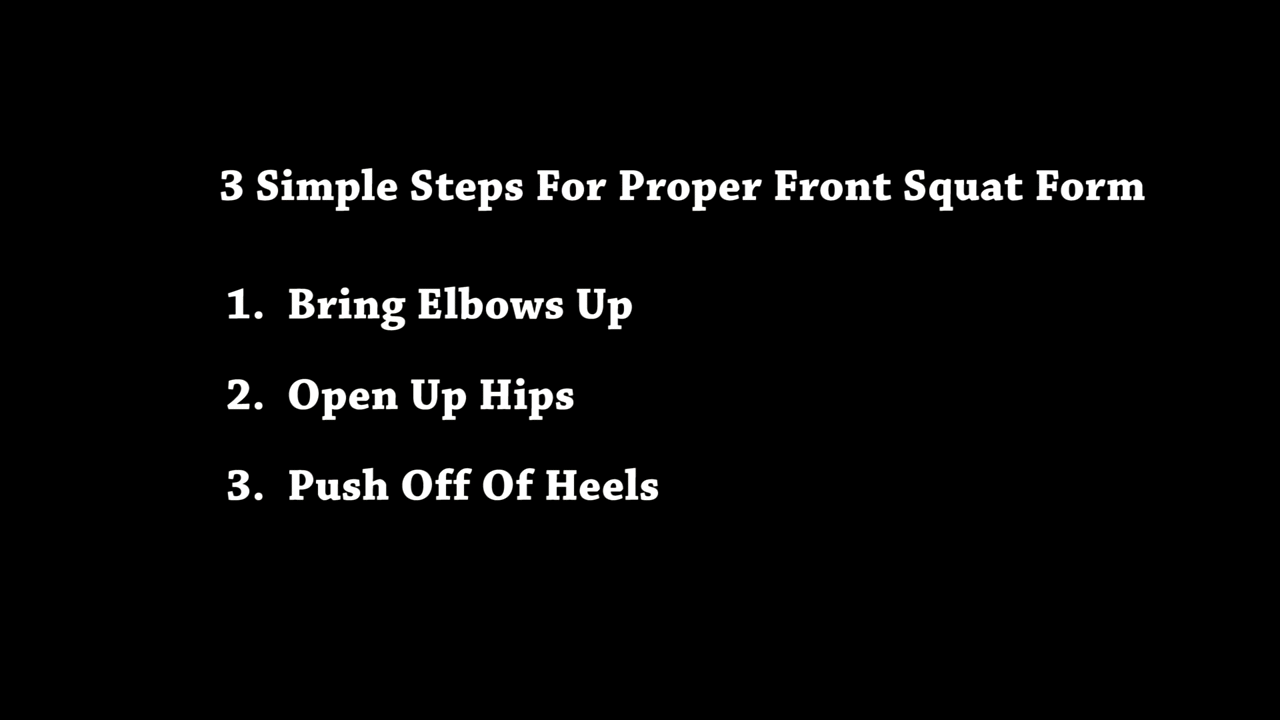 3 Simple Steps For Proper Front Squat Form
1. Bring Elbows Up
2. Open Up Hips
3. Push Off Of Heels